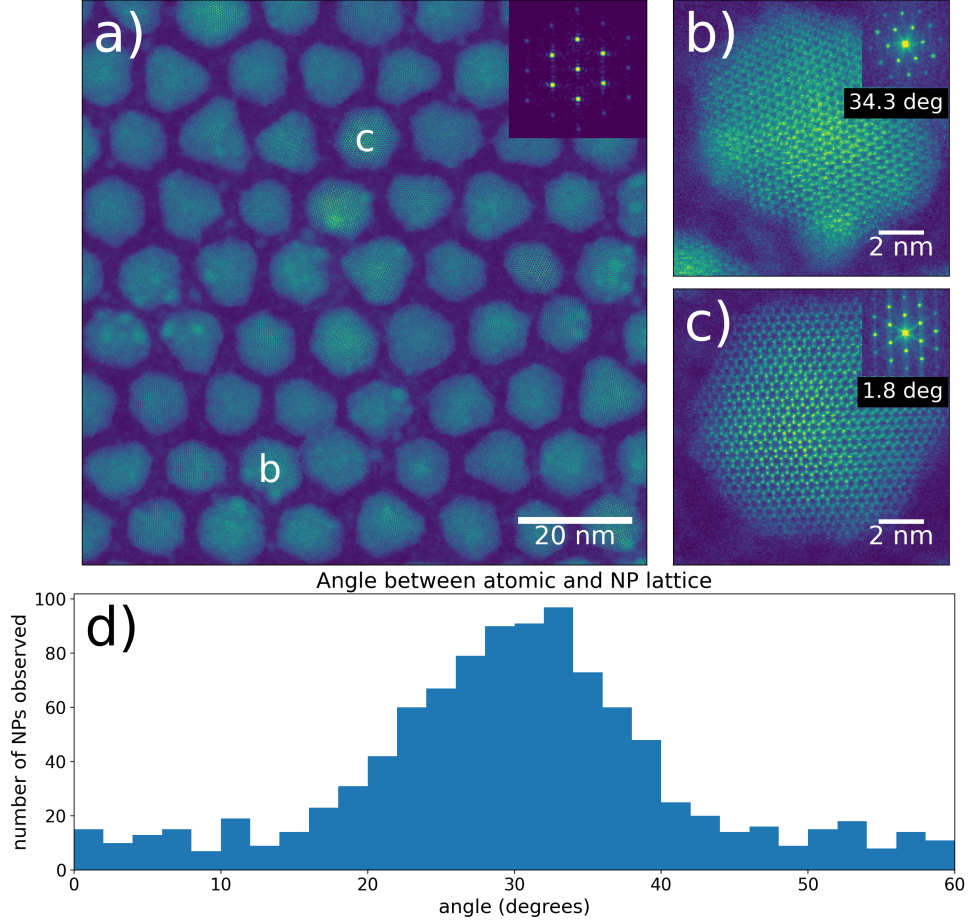 a)
c
b
20 nm
b)
34.3 deg
2 nm
c)
1.8 deg
2 nm
Angle between atomic and NP lattice
d)
number of NPs observed
100
80
60
40
20
0
0 10 20 30 40 50 60
angle (degrees)